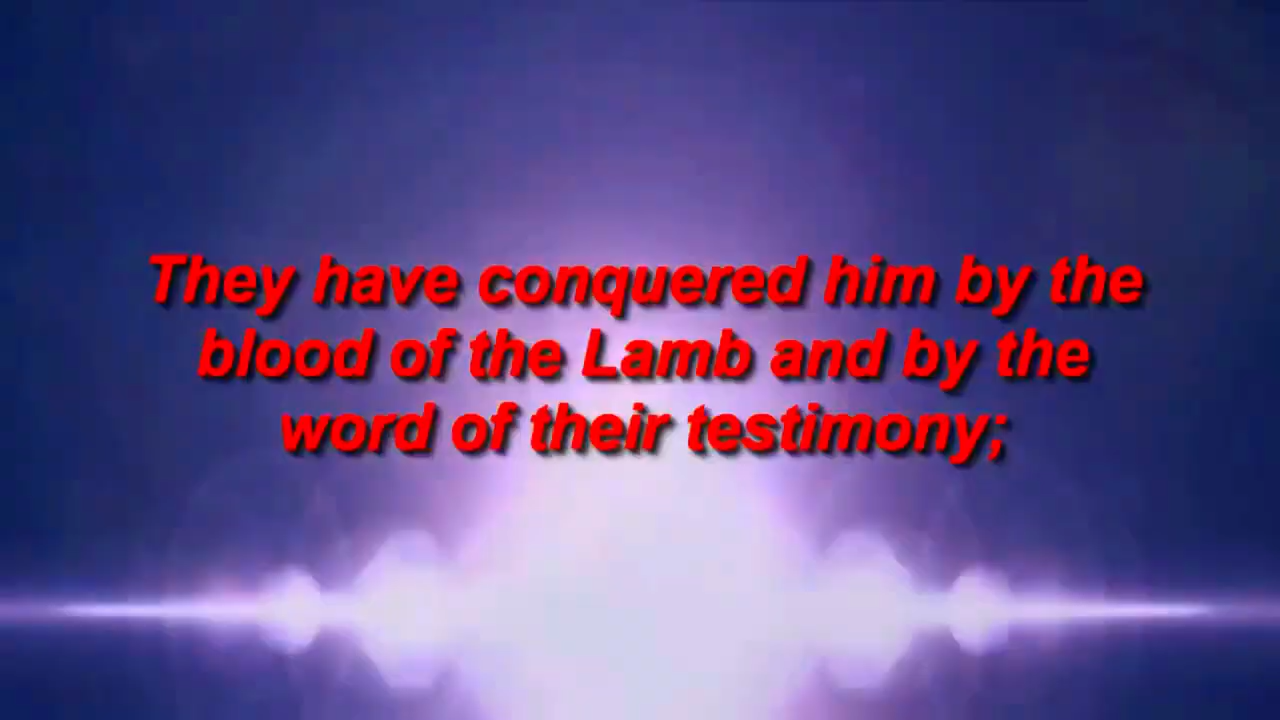 They have conquered him by the
blood of the Lamb and by the
word of their testimony;